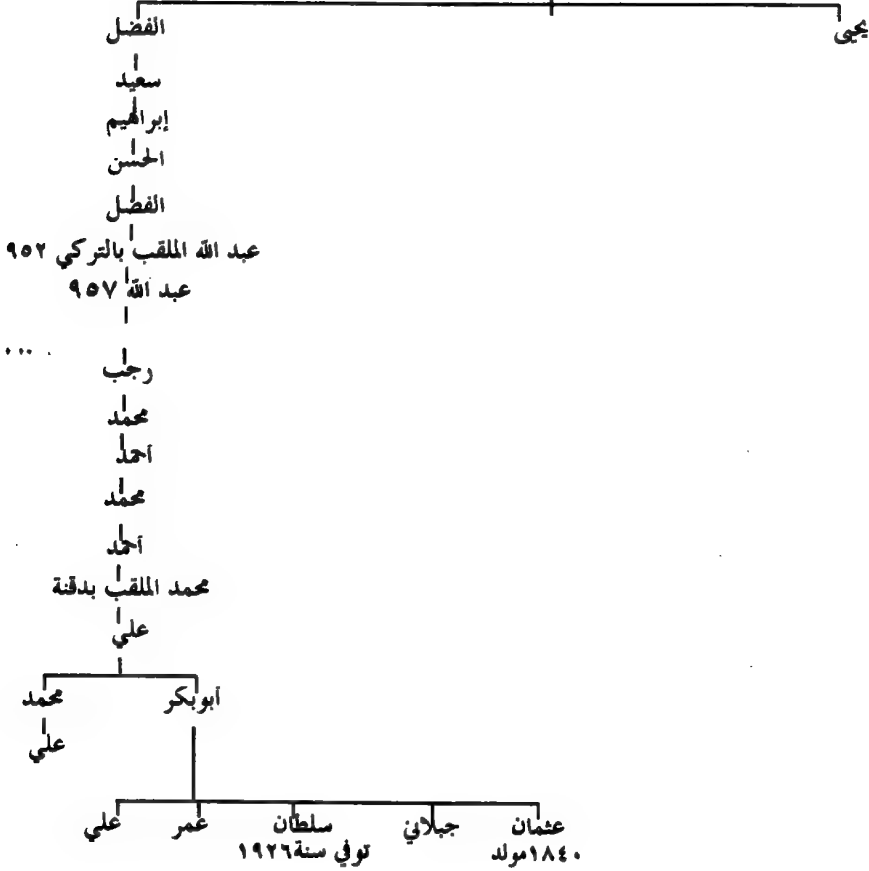 يحيى
الفضل
سعيد
إبراهيم
الحسن
الفضل
عبد الله الملقب بالتركي ٩٥٢
عبد الله ٩٥٧
رجب
محمد
أحمد
محمد
أحمد
محمد الملقب بدقنة
علي
أبوبكر محمد
علي
عثمان جيلاني سلطان عمر علي
١٨٤٠مولد توفي سنة١٩٢٦